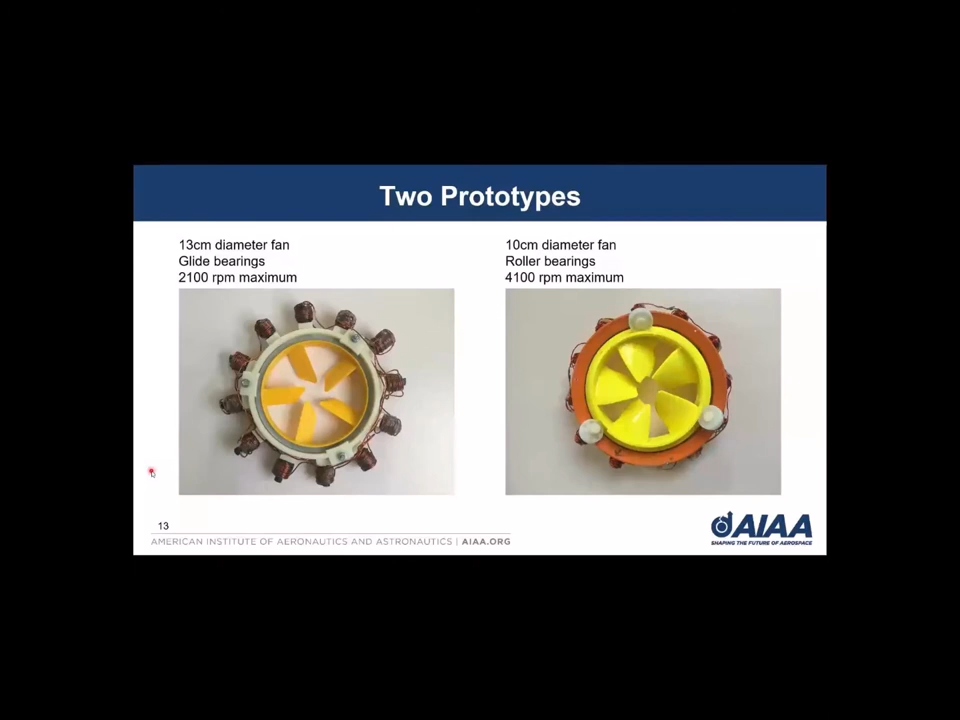 Two Prototypes
13cm diameter fan
Glide bearings
2100 rpm maximum
10cm diameter fan
Roller bearings
4100 rpm maximum
13
AMERICAN INSTITUTE OF AERONAUTICS AND ASTRONAUTICS | AIAA.ORG
AIAA
SHAPING THE FUTURE OF AEROSPACE